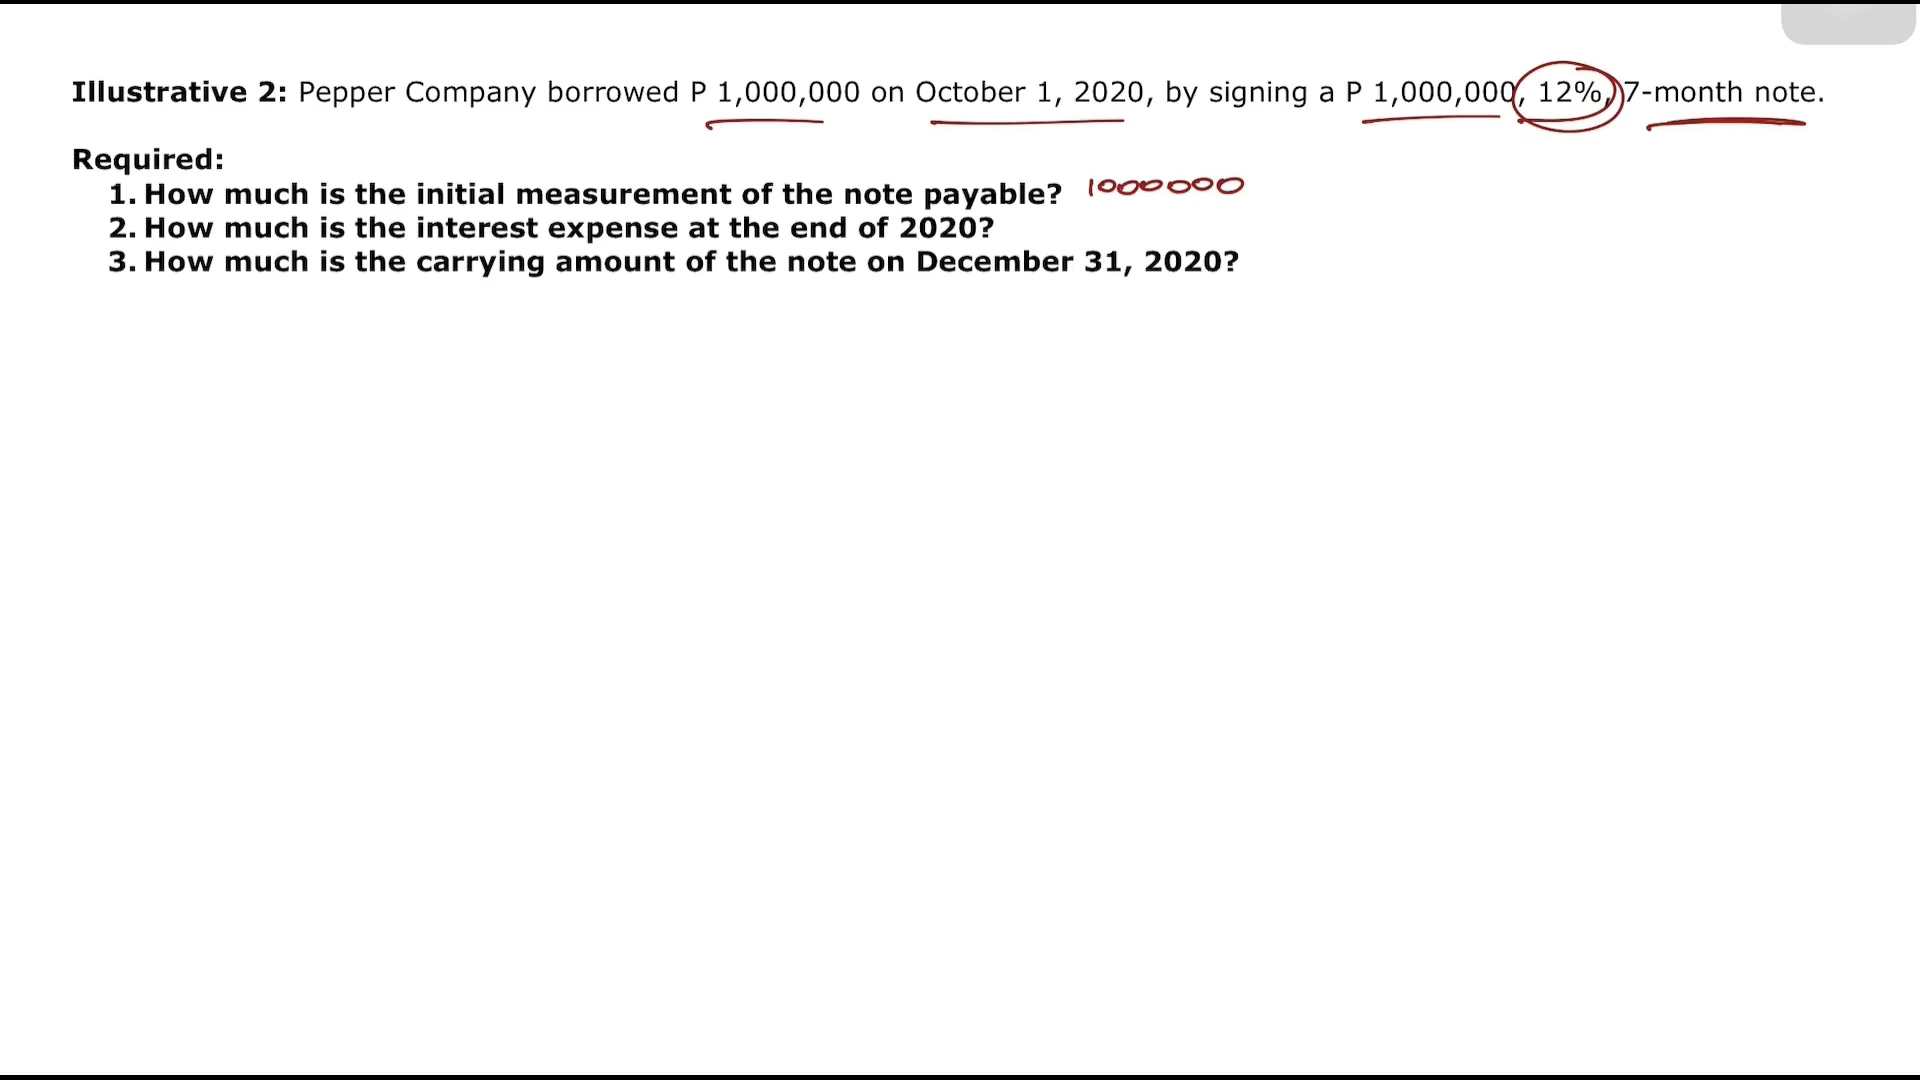 Illustrative 2: Pepper Company borrowed P 1,000,000 on October 1, 2020, by signing a P 1,000,000, 12%, 7-month note.
Required:
1. How much is the initial measurement of the note payable? 1000000
2. How much is the interest expense at the end of 2020?
3. How much is the carrying amount of the note on December 31, 2020?